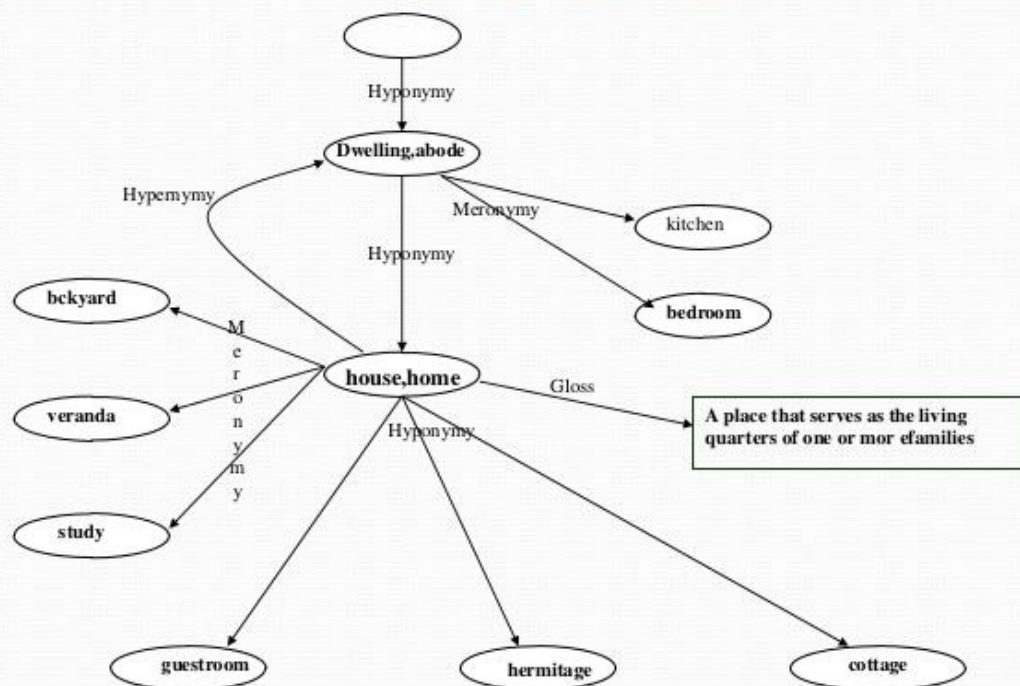 Hyponymy
Dwelling,abode
Hypernymy
Meronymy
kitchen
Hyponymy
bckyard
bedroom
Meronymy
house,home
Gloss
veranda
A place that serves as the living
quarters of one or mor efamilies
Hyponymy
study
guestroom
hermitage
cottage